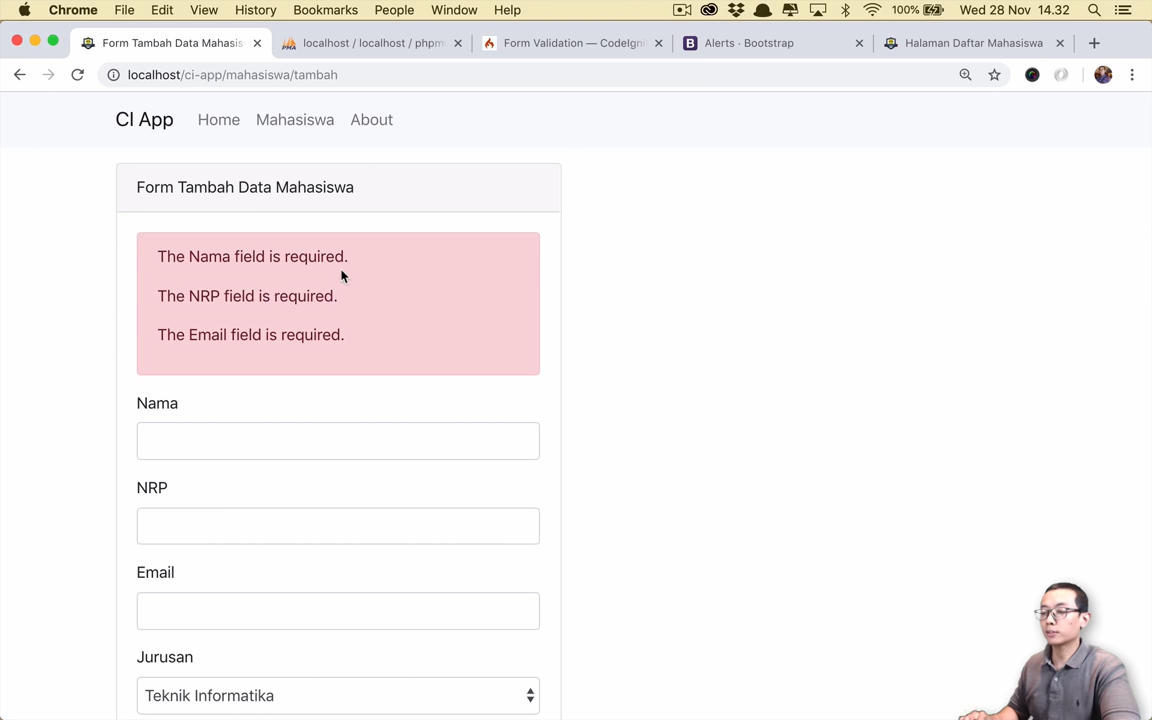 Chrome File Edit View History Bookmarks People Window Help 100% Wed 28 Nov 14.32
Form Tambah Data Mahasis localhost / localhost / phpm Form Validation — CodeIgni Alerts · Bootstrap Halaman Daftar Mahasiswa
localhost/ci-app/mahasiswa/tambah
CI App Home Mahasiswa About
Form Tambah Data Mahasiswa
The Nama field is required.
The NRP field is required.
The Email field is required.
Nama
NRP
Email
Jurusan
Teknik Informatika